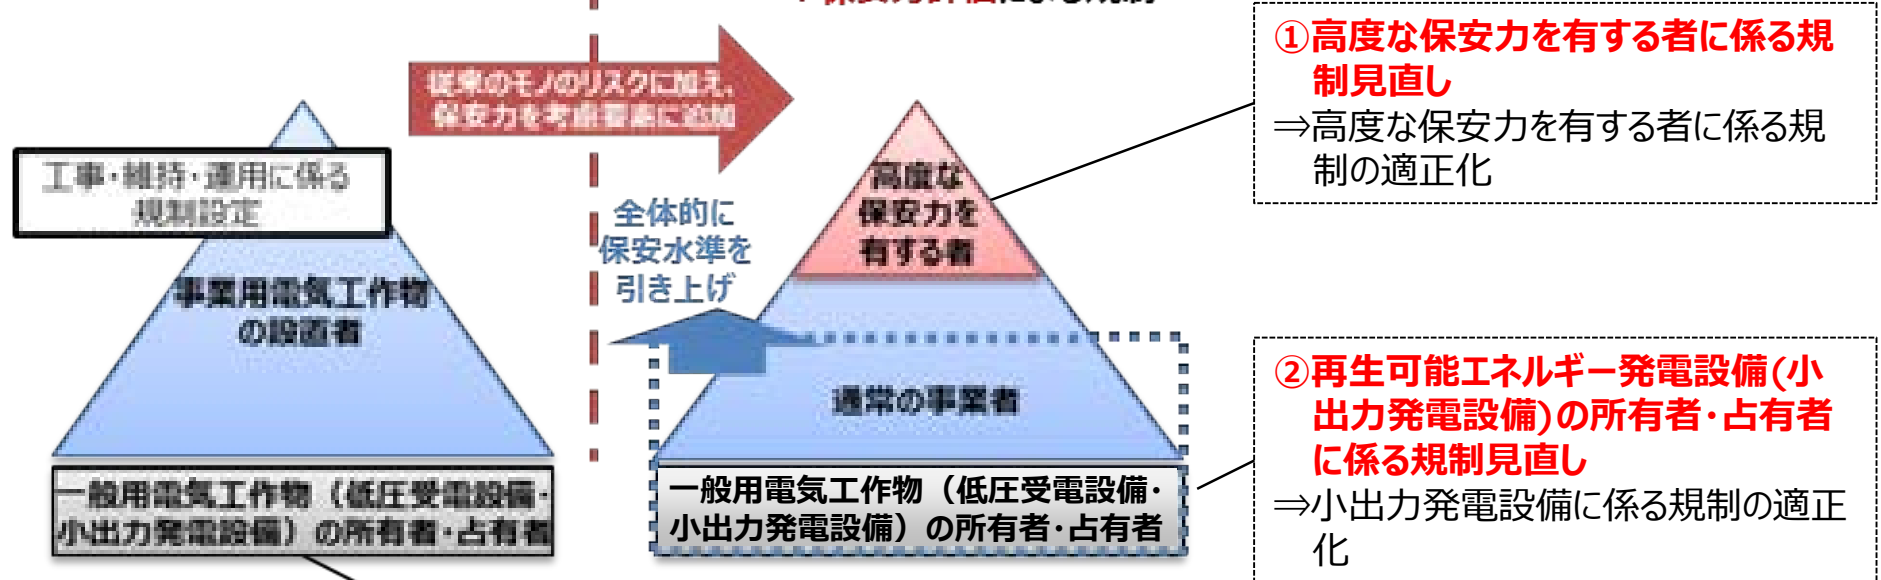 従来のモノのリスクに加え、
保安力を考慮要素に追加
工事・維持・運用に係る
規制設定
事業用電気工作物
の設置者
一般用電気工作物（低圧受電設備・
小出力発電設備）の所有者・占有者
全体的に
保安水準を
引き上げ
高度な
保安力を
有する者
通常の事業者
一般用電気工作物（低圧受電設備・
小出力発電設備）の所有者・占有者
①高度な保安力を有する者に係る規
制見直し
⇒高度な保安力を有する者に係る規
制の適正化
②再生可能エネルギー発電設備(小
出力発電設備)の所有者・占有者
に係る規制見直し
⇒小出力発電設備に係る規制の適正
化